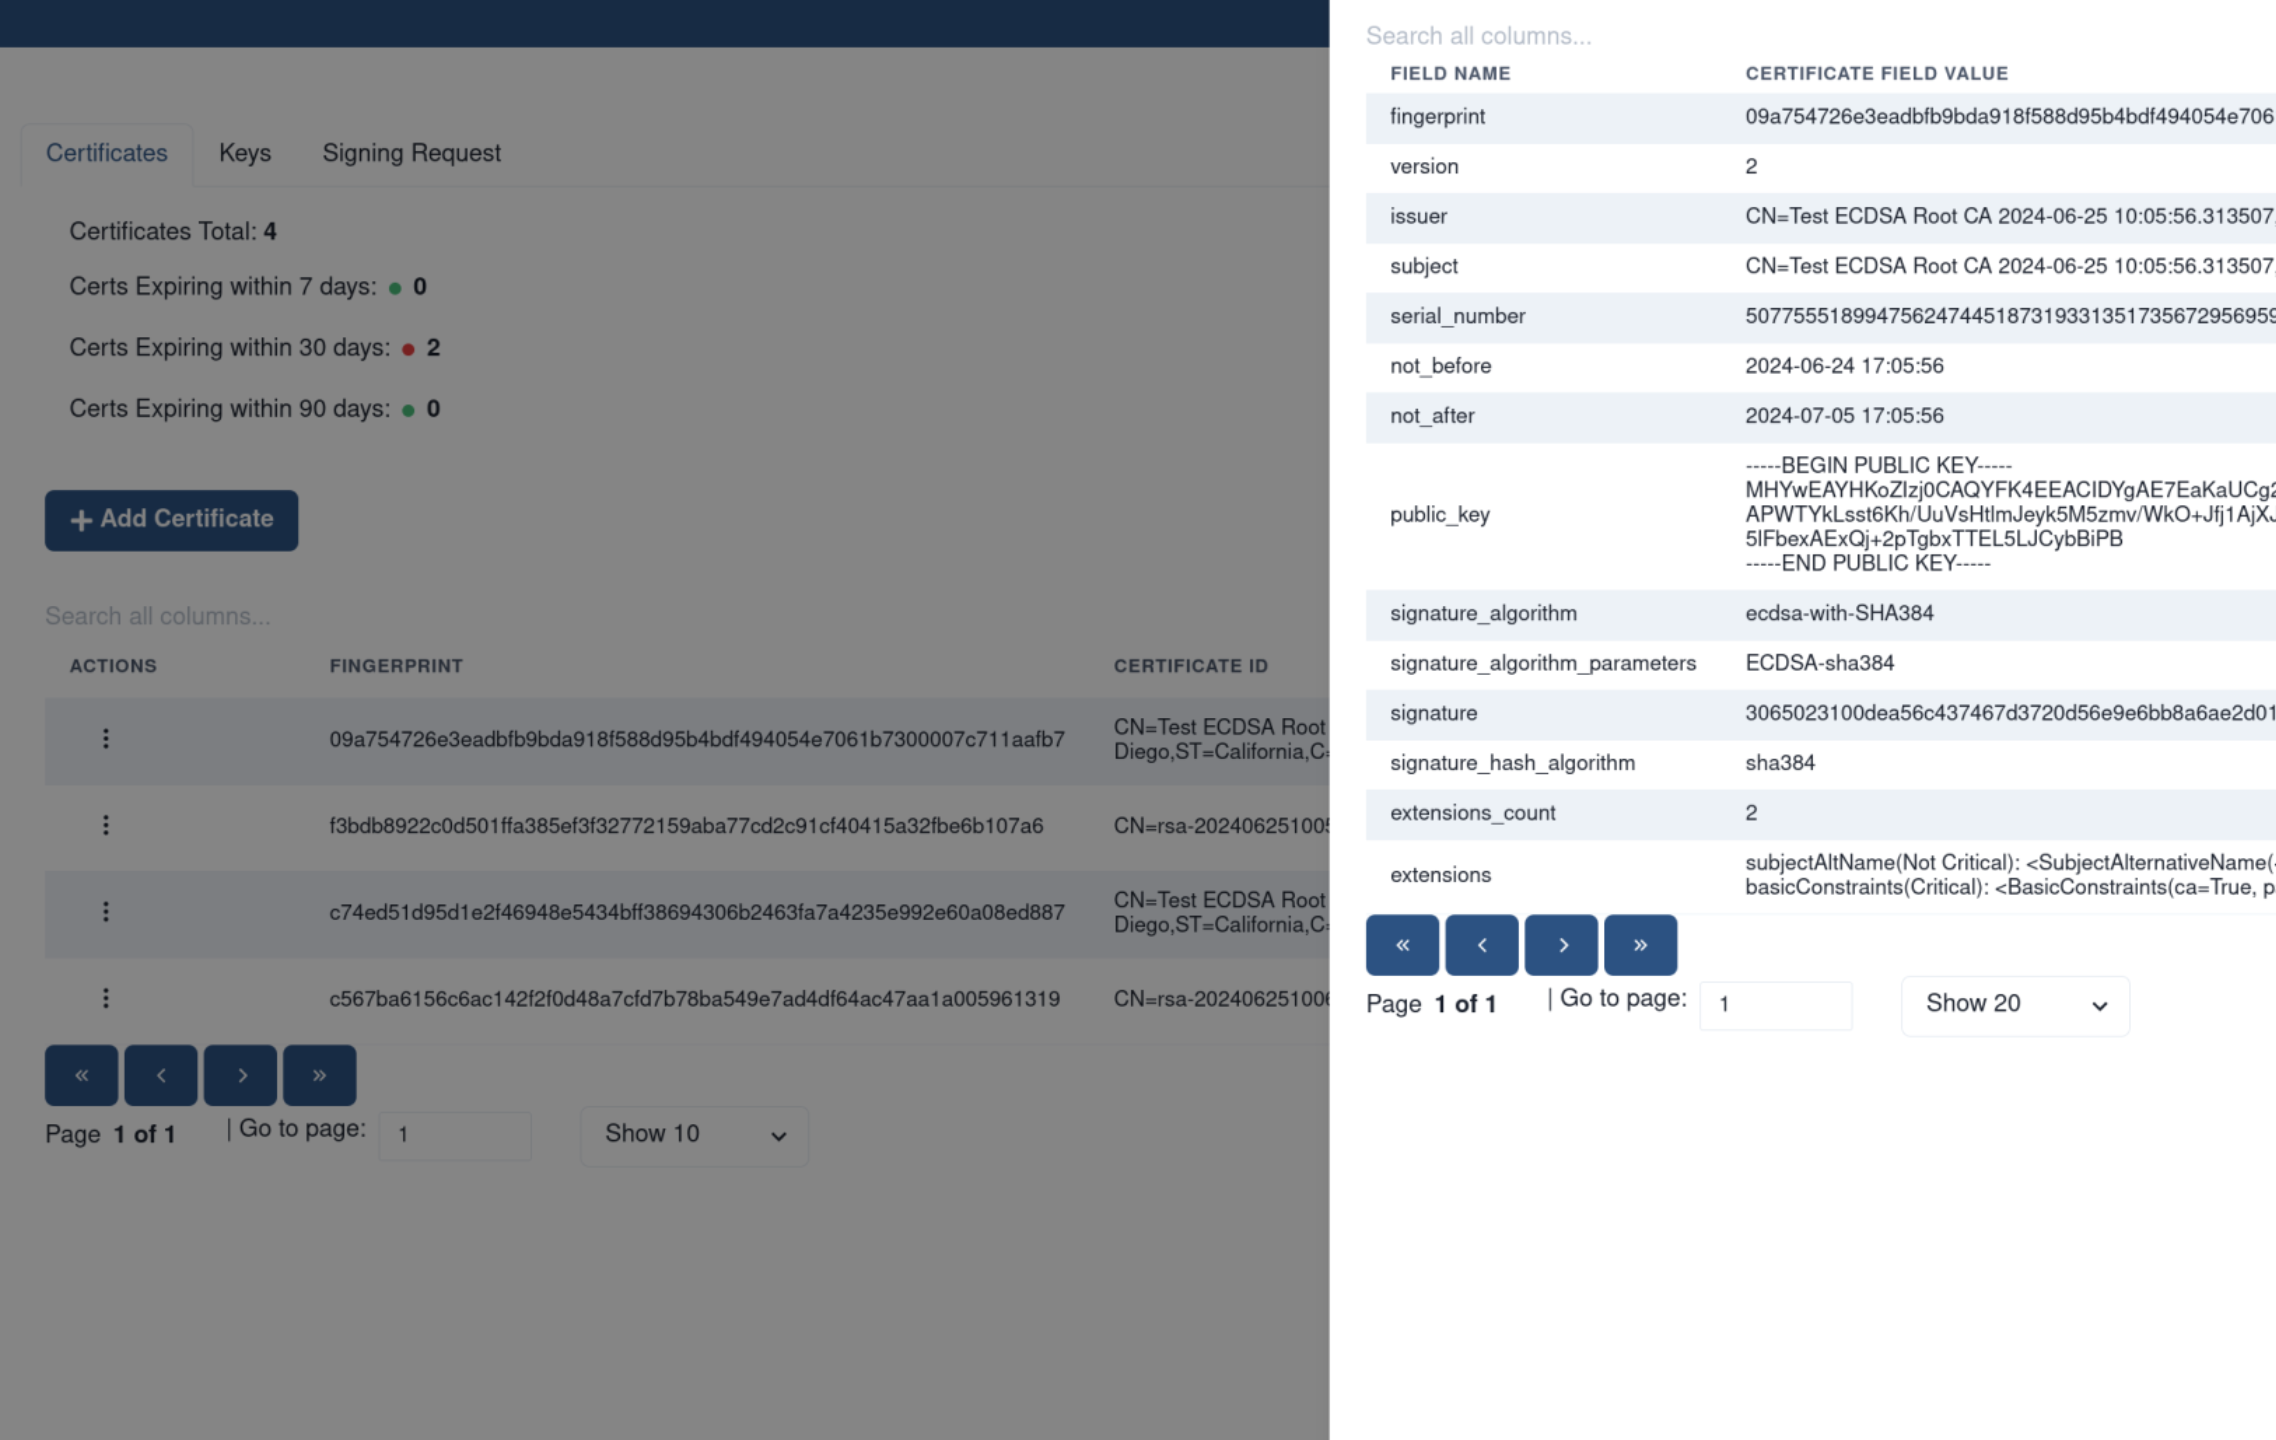 Certificates
Keys
Signing Request
Certificates Total: 4
Certs Expiring within 7 days: 0
Certs Expiring within 30 days: 2
Certs Expiring within 90 days: 0
+ Add Certificate
Search all columns...
ACTIONS FINGERPRINT CERTIFICATE ID
09a754726e3eadbfb9bda918f588d95b4bdf494054e7061b7300007c711aafb7
CN=Test ECDSA Root
Diego,ST=California,C=
f3bdb8922c0d501ffa385ef3f32772159aba77cd2c91cf40415a32fbe6b107a6
CN=rsa-202406251005
c74ed51d95d1e2f46948e5434bff38694306b2463fa7a4235e992e60a08ed887
CN=Test ECDSA Root
Diego,ST=California,C=
c567ba6156c6ac142f2f0d48a7cfd7b78ba549e7ad4df64ac47aa1a005961319
CN=rsa-202406251006
« < > »
Page 1 of 1 | Go to page: 1 Show 10
Search all columns...
FIELD NAME CERTIFICATE FIELD VALUE
fingerprint 09a754726e3eadbfb9bda918f588d95b4bdf494054e706
version 2
issuer CN=Test ECDSA Root CA 2024-06-25 10:05:56.313507,
subject CN=Test ECDSA Root CA 2024-06-25 10:05:56.313507,
serial_number 507755518994756247445187319331351735672956959
not_before 2024-06-24 17:05:56
not_after 2024-07-05 17:05:56
public_key
-----BEGIN PUBLIC KEY-----
MHYwEAYHKoZIzj0CAQYFK4EEACIDYgAE7EaKaUCg2
APWTYkLsst6Kh/UuVsHtlmJeyk5M5zmv/WkO+Jfj1AjXJ
5lFbexAExQj+2pTgbxTTEL5LJCybBiPB
-----END PUBLIC KEY-----
signature_algorithm ecdsa-with-SHA384
signature_algorithm_parameters ECDSA-sha384
signature 3065023100dea56c437467d3720d56e9e6bb8a6ae2d01
signature_hash_algorithm sha384
extensions_count 2
extensions
subjectAltName(Not Critical): <SubjectAlternativeName(
basicConstraints(Critical): <BasicConstraints(ca=True, p
« < > »
Page 1 of 1 | Go to page: 1 Show 20